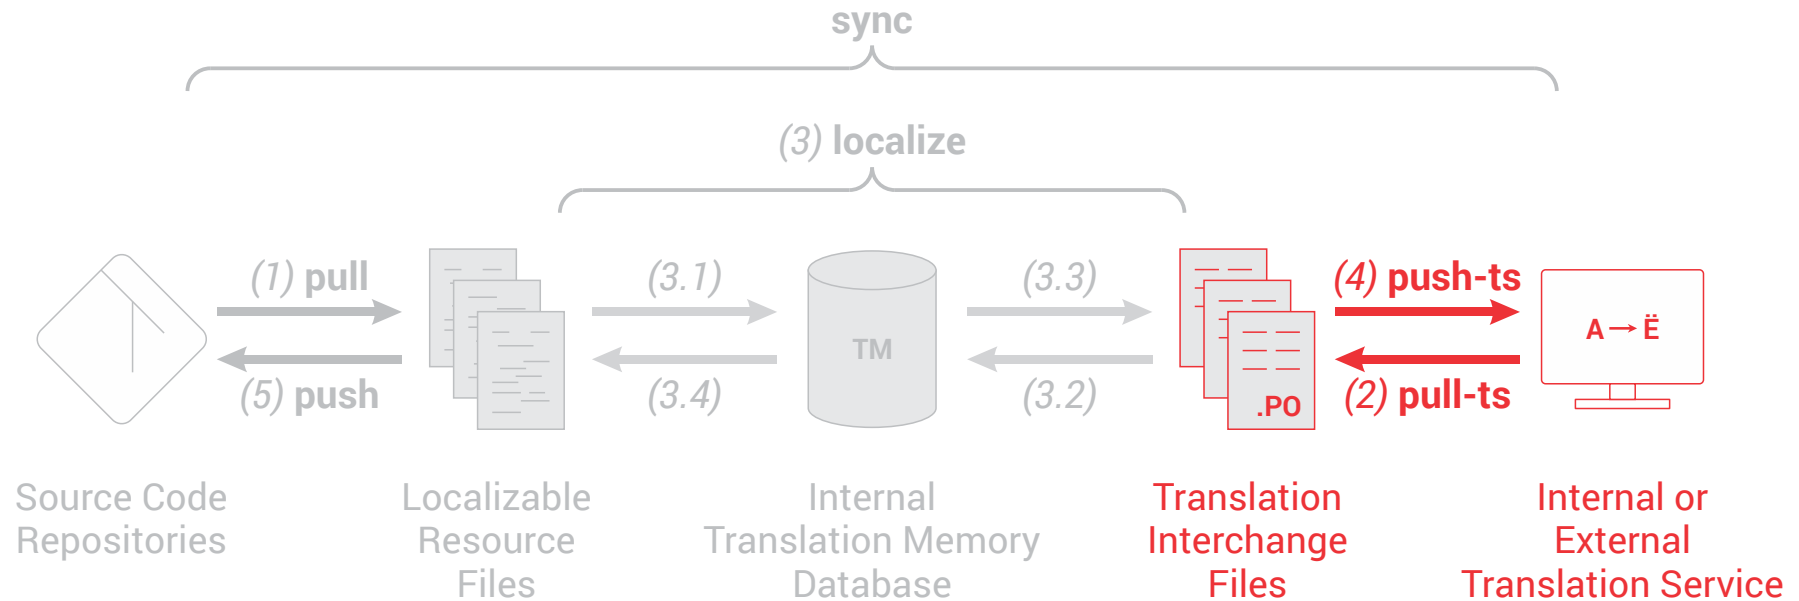 sync
(3) localize
(1) pull
(3.1)
(3.3)
(4) push-ts
TM
A → Ë
(5) push
(3.4)
(3.2)
.PO
(2) pull-ts
Source Code
Repositories
Localizable
Resource
Files
Internal
Translation Memory
Database
Translation
Interchange
Files
Internal or
External
Translation Service